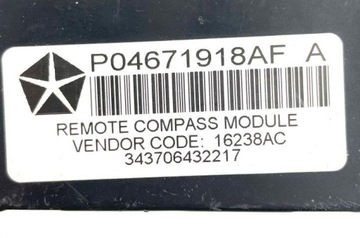 P04671918AF A
REMOTE COMPASS MODULE
VENDOR CODE: 16238AC
343706432217